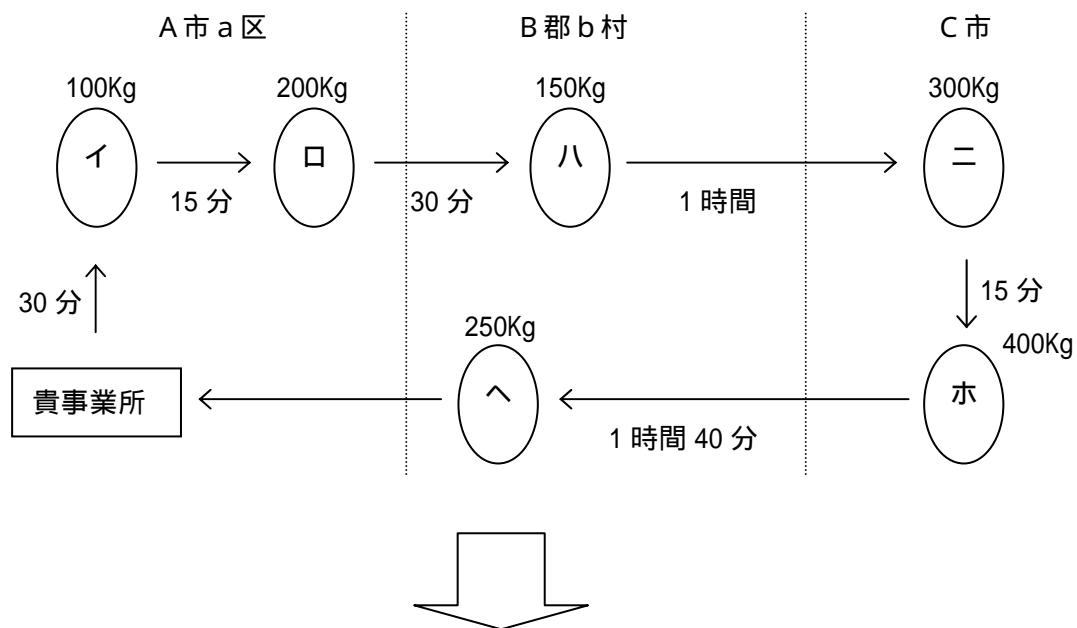 A市a区 B郡b村 C市
100Kg 200Kg 150Kg 300Kg
イ ロ ハ ニ
15分 30分 1時間
30分 15分
250Kg 400Kg
貴事業所 ヘ ホ
1時間40分